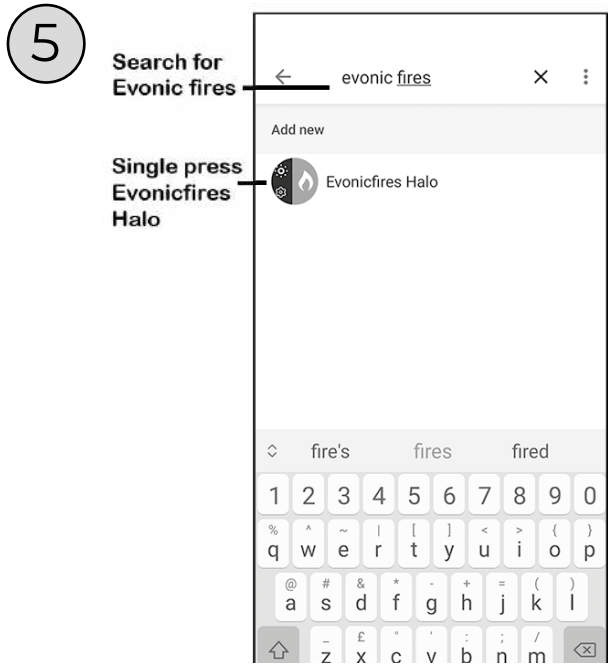 5
Search for
Evonic fires
evonic fires
Add new
Single press
Evonicfires
Halo
Evonicfires Halo
fire's fires fired
1 2 3 4 5 6 7 8 9 0
% ^ ~ | [ ] < > { }
q w e r t y u i o p
@ # & * - + = ( )
a s d f g h j k l
_ £ " ' : ; /
z x c v b n m